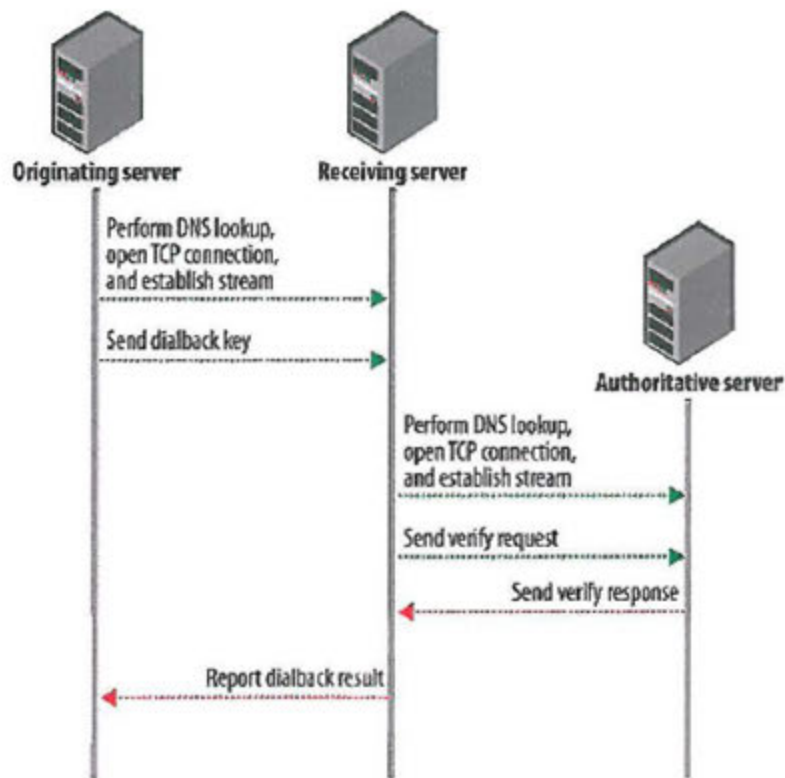 Originating server
Receiving server
Perform DNS lookup,
open TCP connection,
and establish stream
Send dialback key
Authoritative server
Perform DNS lookup,
open TCP connection,
and establish stream
Send verify request
Send verify response
Report dialback result